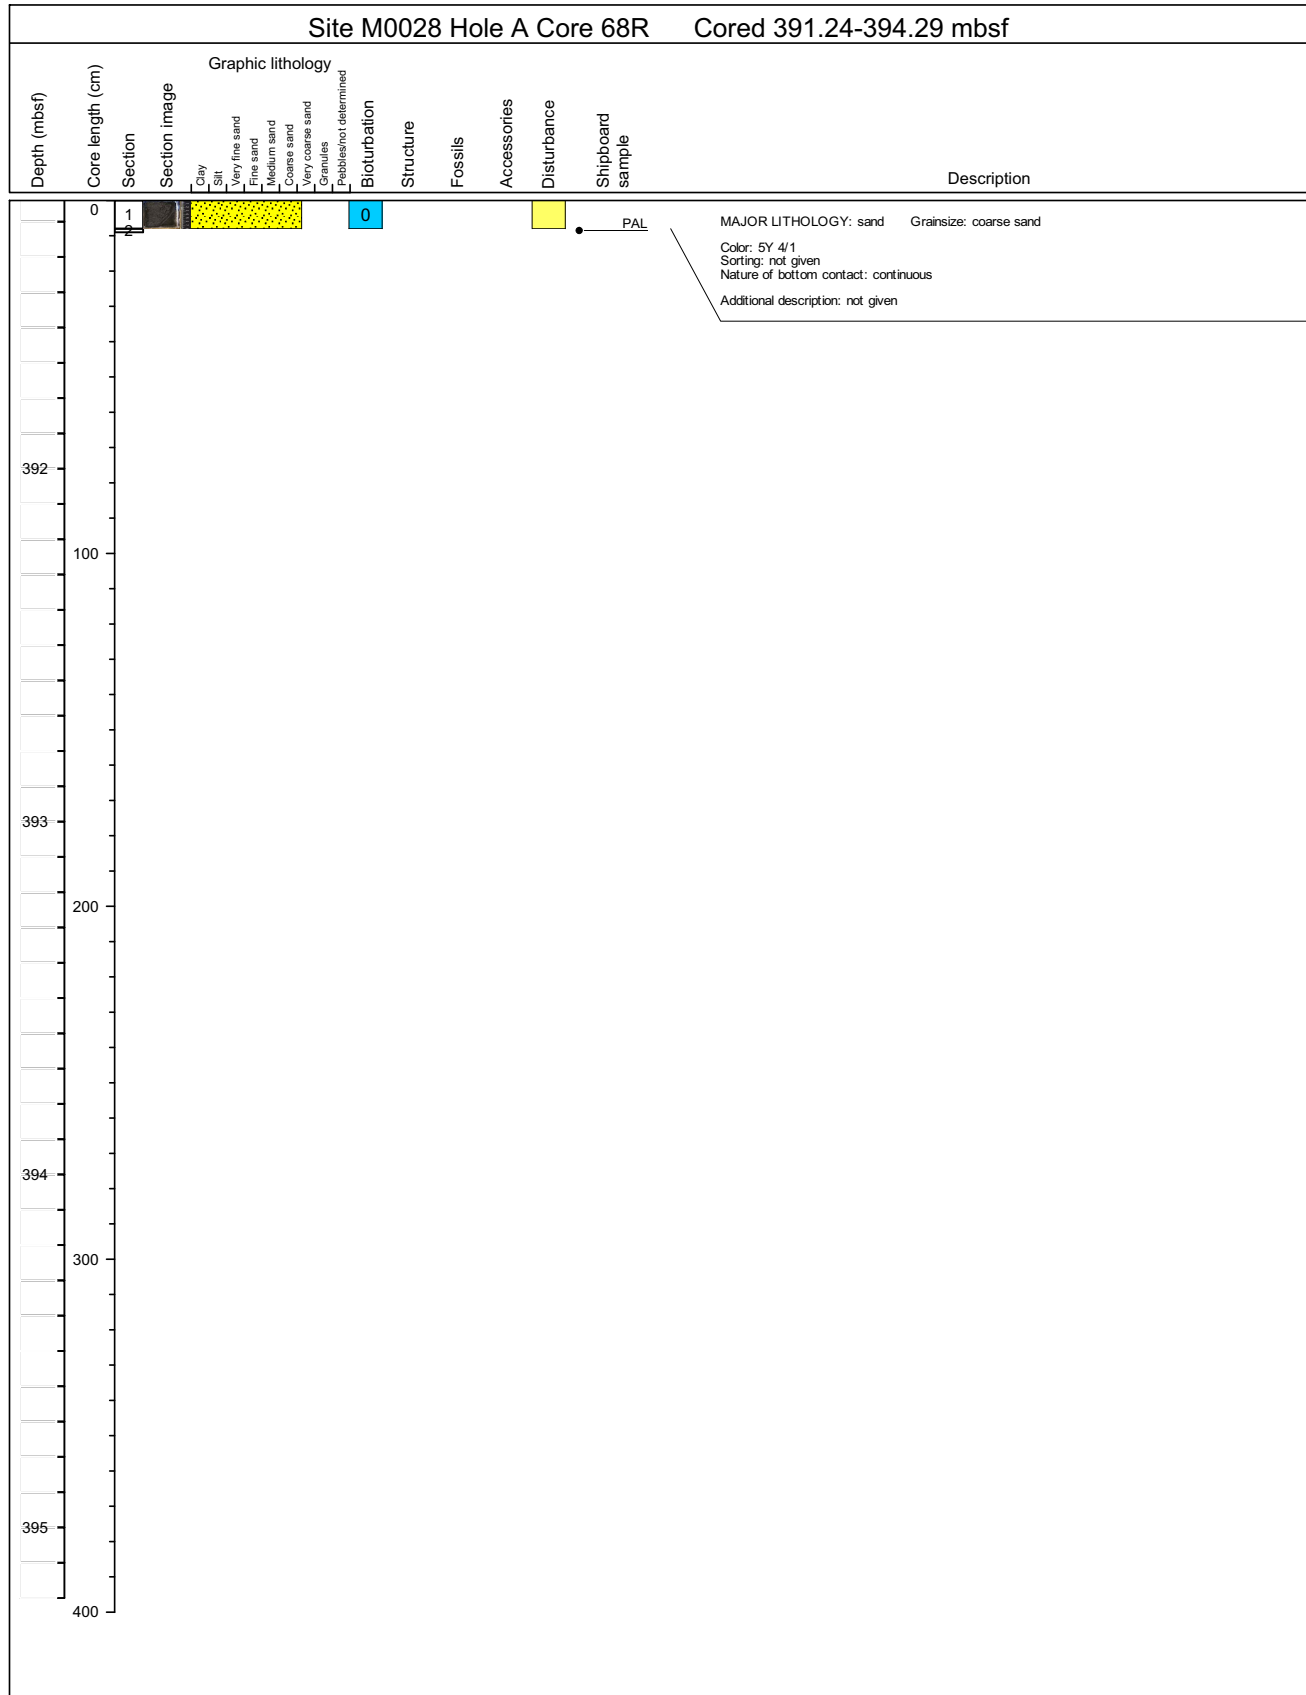 Site M0028 Hole A Core 68R Cored 391.24-394.29 mbsf
Graphic lithology
Depth (mbsf)
Core length (cm)
Section
Section image
Clay
Silt
Very fine sand
Fine sand
Medium sand
Coarse sand
Very coarse sand
Granules
Pebbles/not determined
Bioturbation
Structure
Fossils
Accessories
Disturbance
Shipboard
sample
Description
0
1
2
0
PAL
MAJOR LITHOLOGY: sand Grainsize: coarse sand
Color: 5Y 4/1
Sorting: not given
Nature of bottom contact: continuous
Additional description: not given
392
100
393
200
394
300
395
400